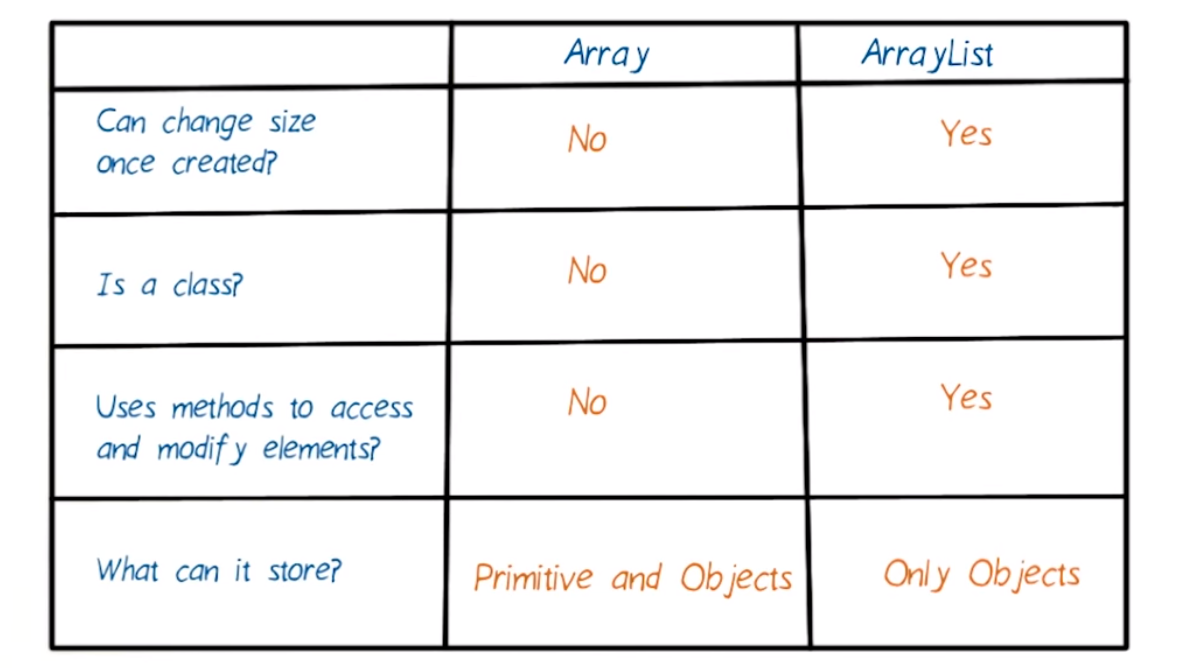 Array ArrayList
Can change size
once created?
No Yes
Is a class?
No Yes
Uses methods to access
and modify elements?
No Yes
What can it store?
Primitive and Objects Only Objects